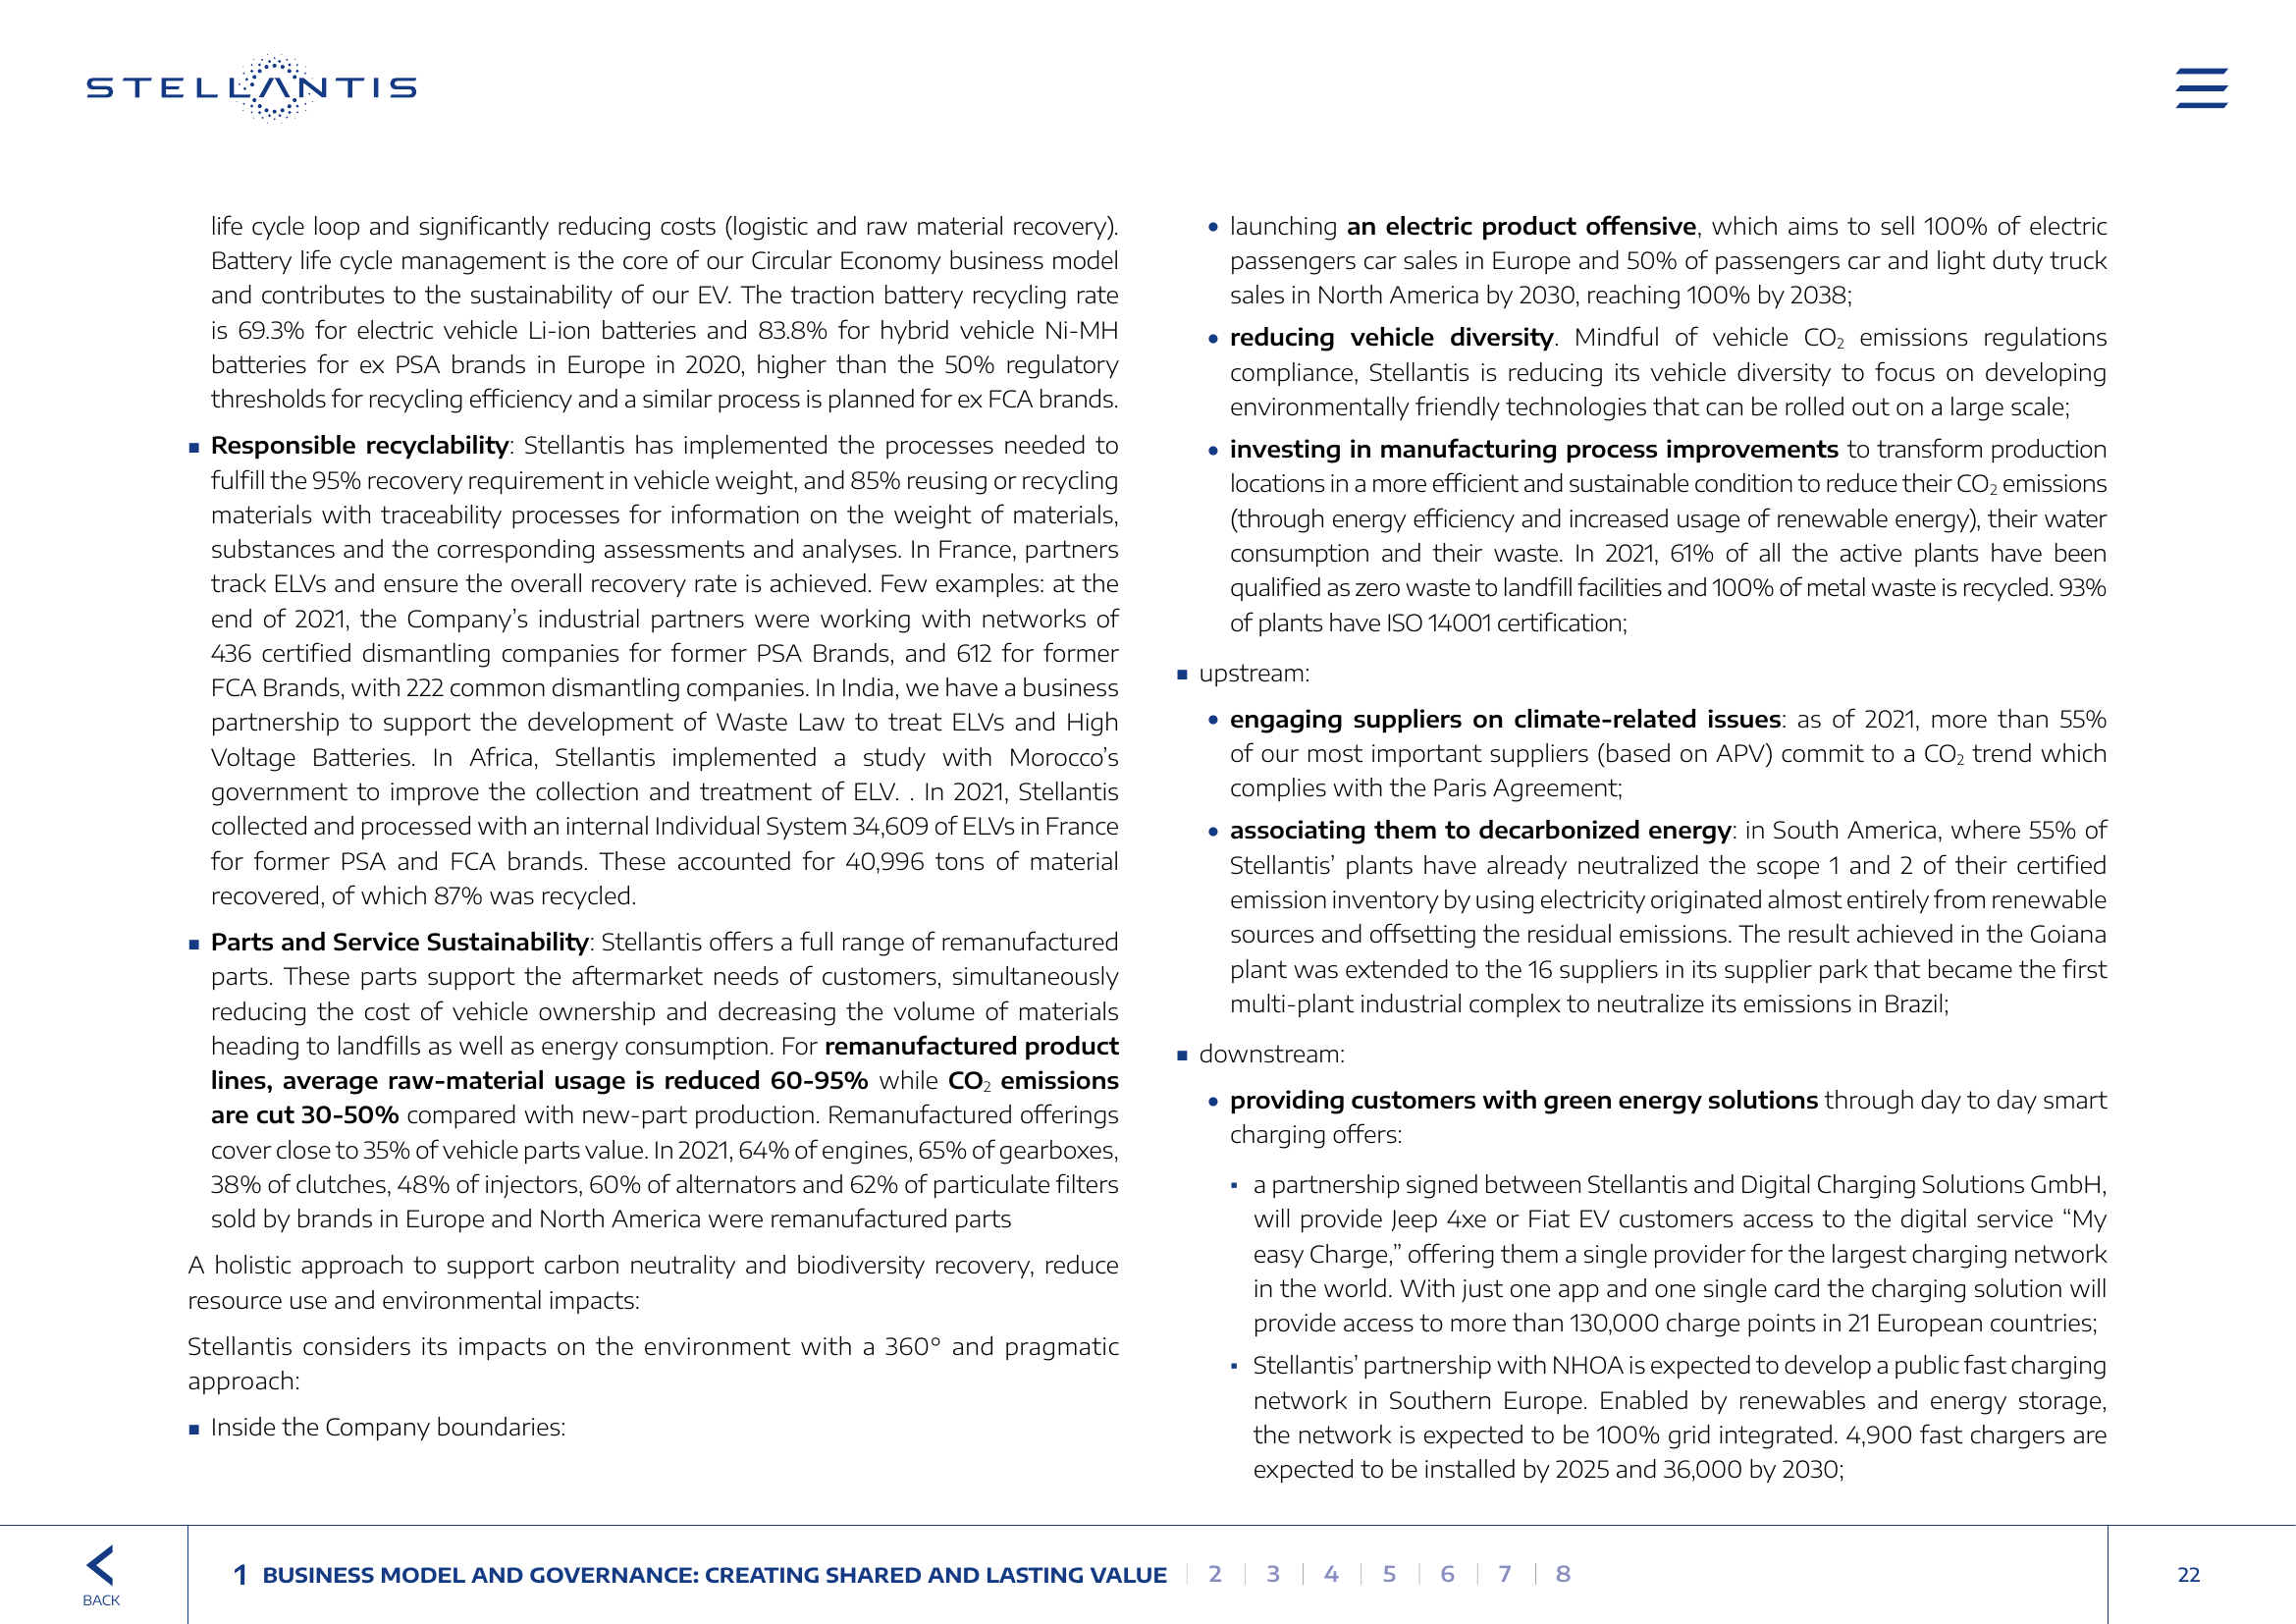 STELLANTIS
life cycle loop and significantly reducing costs (logistic and raw material recovery).
Battery life cycle management is the core of our Circular Economy business model
and contributes to the sustainability of our EV. The traction battery recycling rate
is 69.3% for electric vehicle Li-ion batteries and 83.8% for hybrid vehicle Ni-MH
batteries for ex PSA brands in Europe in 2020, higher than the 50% regulatory
thresholds for recycling efficiency and a similar process is planned for ex FCA brands.
■ Responsible recyclability: Stellantis has implemented the processes needed to
fulfill the 95% recovery requirement in vehicle weight, and 85% reusing or recycling
materials with traceability processes for information on the weight of materials,
substances and the corresponding assessments and analyses. In France, partners
track ELVs and ensure the overall recovery rate is achieved. Few examples: at the
end of 2021, the Company's industrial partners were working with networks of
436 certified dismantling companies for former PSA Brands, and 612 for former
FCA Brands, with 222 common dismantling companies. In India, we have a business
partnership to support the development of Waste Law to treat ELVs and High
Voltage Batteries. In Africa, Stellantis implemented a study with Morocco's
government to improve the collection and treatment of ELV. . In 2021, Stellantis
collected and processed with an internal Individual System 34,609 of ELVs in France
for former PSA and FCA brands. These accounted for 40,996 tons of material
recovered, of which 87% was recycled.
■ Parts and Service Sustainability: Stellantis offers a full range of remanufactured
parts. These parts support the aftermarket needs of customers, simultaneously
reducing the cost of vehicle ownership and decreasing the volume of materials
heading to landfills as well as energy consumption. For remanufactured product
lines, average raw-material usage is reduced 60-95% while CO₂ emissions
are cut 30-50% compared with new-part production. Remanufactured offerings
cover close to 35% of vehicle parts value. In 2021, 64% of engines, 65% of gearboxes,
38% of clutches, 48% of injectors, 60% of alternators and 62% of particulate filters
sold by brands in Europe and North America were remanufactured parts
A holistic approach to support carbon neutrality and biodiversity recovery, reduce
resource use and environmental impacts:
Stellantis considers its impacts on the environment with a 360° and pragmatic
approach:
■ Inside the Company boundaries:
• launching an electric product offensive, which aims to sell 100% of electric
passengers car sales in Europe and 50% of passengers car and light duty truck
sales in North America by 2030, reaching 100% by 2038;
• reducing vehicle diversity. Mindful of vehicle CO₂ emissions regulations
compliance, Stellantis is reducing its vehicle diversity to focus on developing
environmentally friendly technologies that can be rolled out on a large scale;
• investing in manufacturing process improvements to transform production
locations in a more efficient and sustainable condition to reduce their CO₂ emissions
(through energy efficiency and increased usage of renewable energy), their water
consumption and their waste. In 2021, 61% of all the active plants have been
qualified as zero waste to landfill facilities and 100% of metal waste is recycled. 93%
of plants have ISO 14001 certification;
■ upstream:
• engaging suppliers on climate-related issues: as of 2021, more than 55%
of our most important suppliers (based on APV) commit to a CO₂ trend which
complies with the Paris Agreement;
• associating them to decarbonized energy: in South America, where 55% of
Stellantis' plants have already neutralized the scope 1 and 2 of their certified
emission inventory by using electricity originated almost entirely from renewable
sources and offsetting the residual emissions. The result achieved in the Goiana
plant was extended to the 16 suppliers in its supplier park that became the first
multi-plant industrial complex to neutralize its emissions in Brazil;
■ downstream:
• providing customers with green energy solutions through day to day smart
charging offers:
▪ a partnership signed between Stellantis and Digital Charging Solutions GmbH,
will provide Jeep 4xe or Fiat EV customers access to the digital service “My
easy Charge,” offering them a single provider for the largest charging network
in the world. With just one app and one single card the charging solution will
provide access to more than 130,000 charge points in 21 European countries;
▪ Stellantis' partnership with NHOA is expected to develop a public fast charging
network in Southern Europe. Enabled by renewables and energy storage,
the network is expected to be 100% grid integrated. 4,900 fast chargers are
expected to be installed by 2025 and 36,000 by 2030;
BACK
1 BUSINESS MODEL AND GOVERNANCE: CREATING SHARED AND LASTING VALUE | 2 | 3 | 4 | 5 | 6 | 7 | 8
22